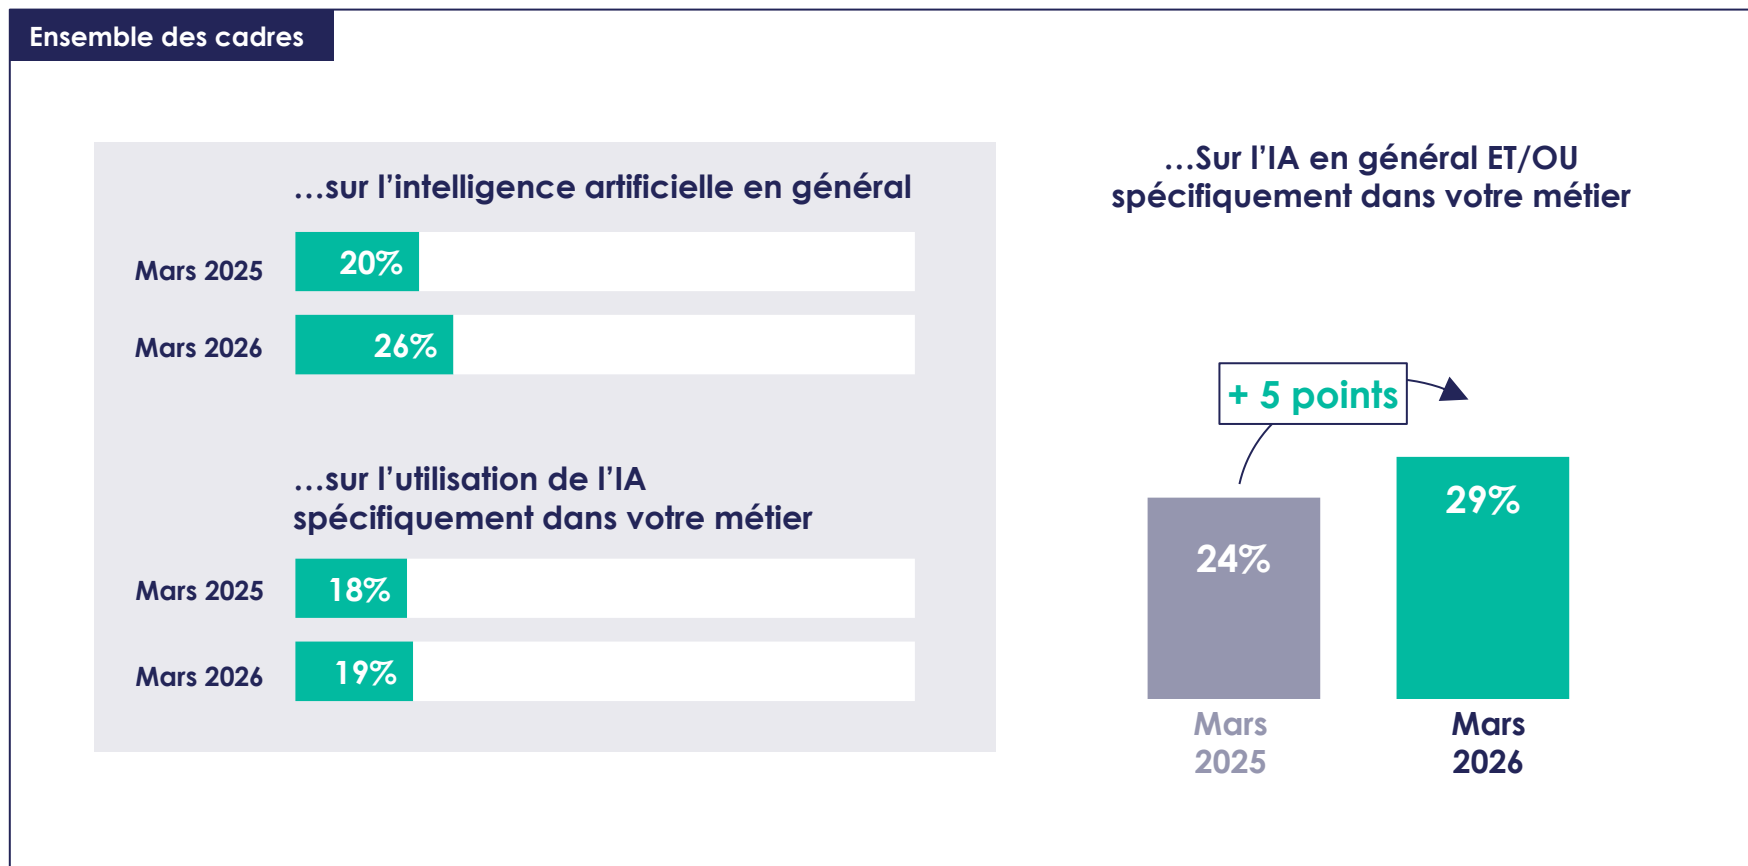 Ensemble des cadres
…sur l’intelligence artificielle en général
Mars 2025
20%
Mars 2026
26%
…sur l’utilisation de l’IA
spécifiquement dans votre métier
Mars 2025
18%
Mars 2026
19%
…Sur l’IA en général ET/OU
spécifiquement dans votre métier
+ 5 points
24%
29%
Mars
2025
Mars
2026